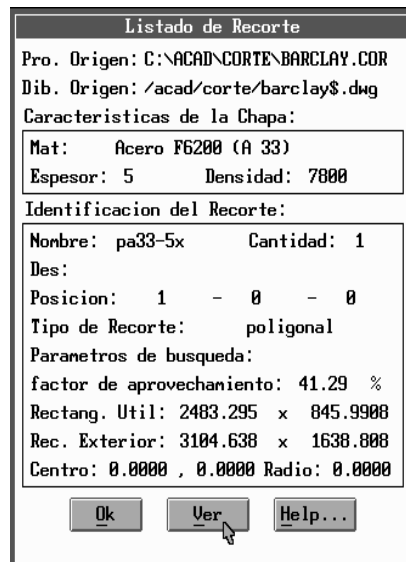 Listado de Recorte
Pro. Origen: C:\ACAD\CORTE\BARCLAY.COR
Dib. Origen: /acad/corte/barclay$.dwg
Caracteristicas de la Chapa:
Mat: Acero F6200 (A 33)
Espesor: 5 Densidad: 7800
Identificacion del Recorte:
Nombre: pa33-5x Cantidad: 1
Des:
Posicion: 1 - 0 - 0
Tipo de Recorte: poligonal
Parametros de busqueda:
factor de aprovechamiento: 41.29 %
Rectang. Util: 2483.295 x 845.9908
Rec. Exterior: 3104.638 x 1638.808
Centro: 0.0000 , 0.0000 Radio: 0.0000
Ok Ver Help...